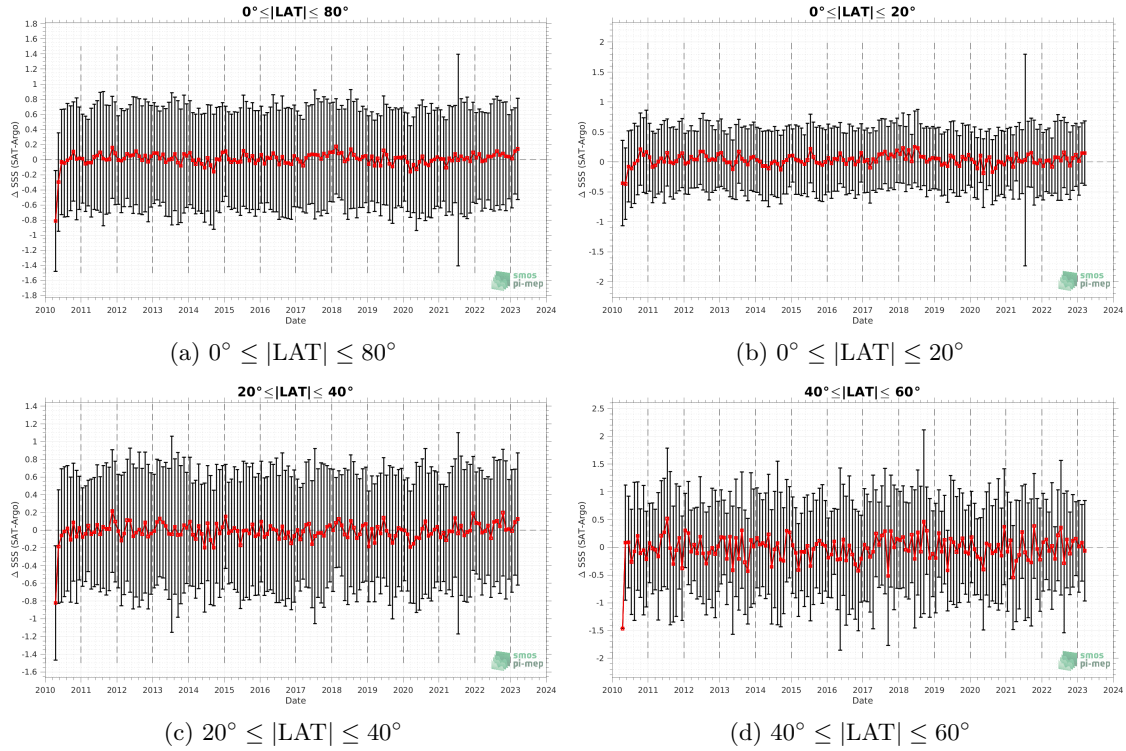 0°≤|LAT|≤ 80°
1.8
1.6
1.4
1.2
1
0.8
0.6
0.4
0.2
0
-0.2
-0.4
-0.6
-0.8
-1
-1.2
-1.4
-1.6
-1.8
Δ SSS (SAT-Argo)
2010 2011 2012 2013 2014 2015 2016 2017 2018 2019 2020 2021 2022 2023 2024
Date
smos
pi-mep
(a) 0° ≤ |LAT| ≤ 80°
0°≤|LAT|≤ 20°
2
1.5
1
0.5
0
-0.5
-1
-1.5
-2
Δ SSS (SAT-Argo)
2010 2011 2012 2013 2014 2015 2016 2017 2018 2019 2020 2021 2022 2023 2024
Date
smos
pi-mep
(b) 0° ≤ |LAT| ≤ 20°
20°≤|LAT|≤ 40°
1.4
1.2
1
0.8
0.6
0.4
0.2
0
-0.2
-0.4
-0.6
-0.8
-1
-1.2
-1.4
-1.6
Δ SSS (SAT-Argo)
2010 2011 2012 2013 2014 2015 2016 2017 2018 2019 2020 2021 2022 2023 2024
Date
smos
pi-mep
(c) 20° ≤ |LAT| ≤ 40°
40°≤|LAT|≤ 60°
2.5
2
1.5
1
0.5
0
-0.5
-1
-1.5
-2
Δ SSS (SAT-Argo)
2010 2011 2012 2013 2014 2015 2016 2017 2018 2019 2020 2021 2022 2023 2024
Date
smos
pi-mep
(d) 40° ≤ |LAT| ≤ 60°